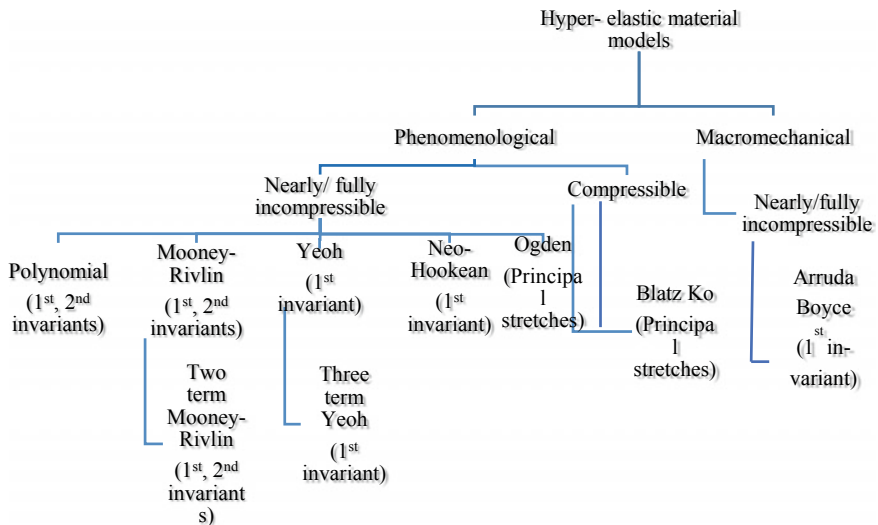 Hyper- elastic material
models
Phenomenological
Macromechanical
Nearly/ fully
incompressible
Compressible
Nearly/fully
incompressible
Polynomial
(1st, 2nd
invariants)
Mooney-
Rivlin
(1st, 2nd
invariants)
Yeoh
(1st
invariant)
Neo-
Hookean
(1st
invariant)
Ogden
(Principa
l
stretches)
Blatz Ko
(Principa
l
stretches)
Arruda
Boyce
(1st in-
variant)
Two
term
Mooney-
Rivlin
(1st, 2nd
invariant
s)
Three
term
Yeoh
(1st
invariant)